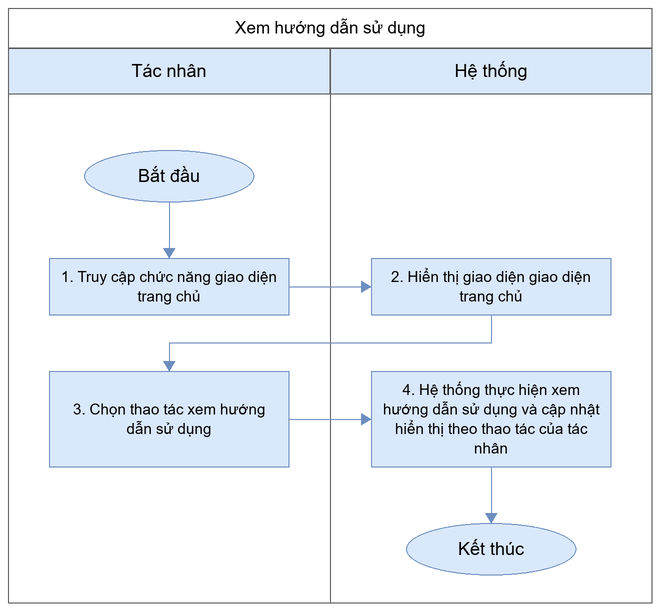 Xem hướng dẫn sử dụng
Tác nhân
Hệ thống
Bắt đầu
1. Truy cập chức năng giao diện
trang chủ
2. Hiển thị giao diện giao diện
trang chủ
3. Chọn thao tác xem hướng
dẫn sử dụng
4. Hệ thống thực hiện xem
hướng dẫn sử dụng và cập nhật
hiển thị theo thao tác của tác
nhân
Kết thúc